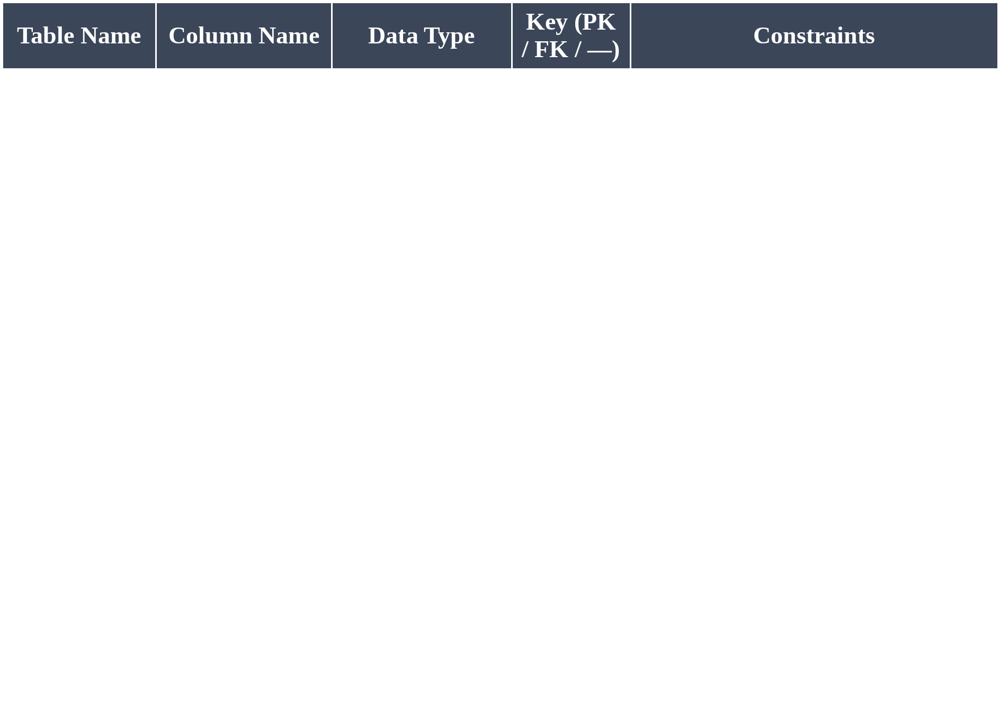 Table Name
Column Name
Data Type
Key (PK
/ FK / —)
Constraints